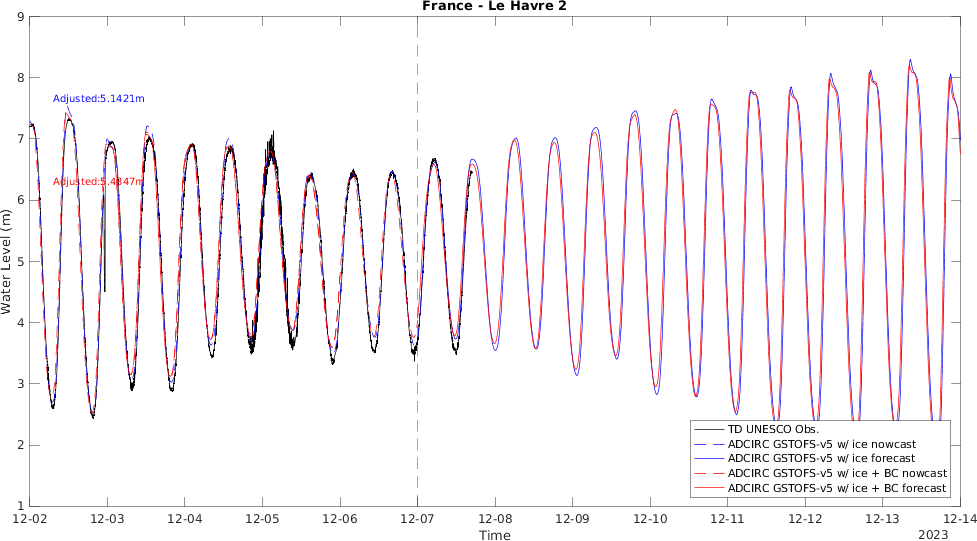 France - Le Havre 2
9
8
7
6
5
4
3
2
1
Water Level (m)
Adjusted:5.1421m
Adjusted:5.4847m
TD UNESCO Obs.
ADCIRC GSTOFS-v5 w/ ice nowcast
ADCIRC GSTOFS-v5 w/ ice forecast
ADCIRC GSTOFS-v5 w/ ice + BC nowcast
ADCIRC GSTOFS-v5 w/ ice + BC forecast
12-02 12-03 12-04 12-05 12-06 12-07 12-08 12-09 12-10 12-11 12-12 12-13 12-14
Time
2023